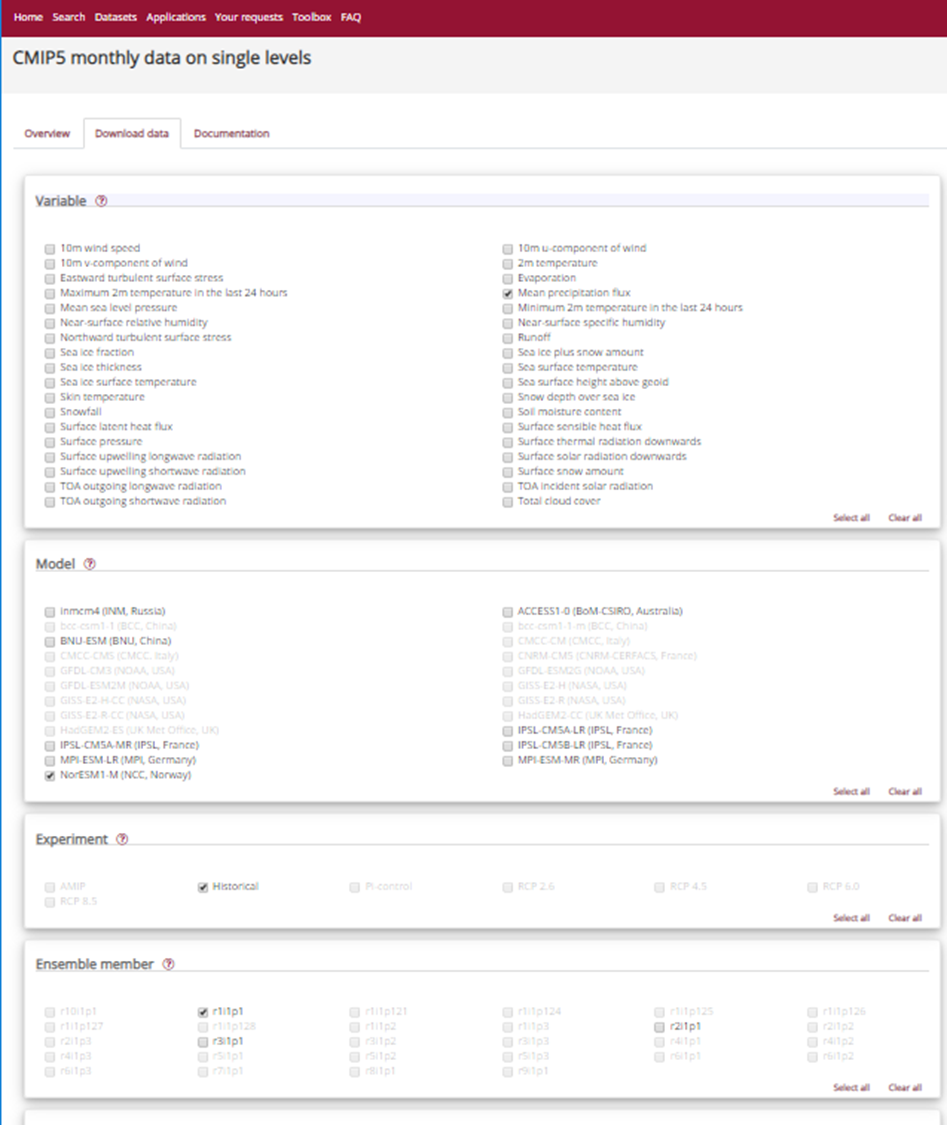 Home Search Datasets Applications Your requests Toolbox FAQ
CMIP5 monthly data on single levels
Overview Download data Documentation
Variable ?
10m wind speed 10m u-component of wind
10m v-component of wind 2m temperature
Eastward turbulent surface stress Evaporation
Maximum 2m temperature in the last 24 hours Mean precipitation flux
Mean sea level pressure Minimum 2m temperature in the last 24 hours
Near-surface relative humidity Near-surface specific humidity
Northward turbulent surface stress Runoff
Sea ice fraction Sea ice plus snow amount
Sea ice thickness Sea surface temperature
Sea ice surface temperature Sea surface height above geoid
Skin temperature Snow depth over sea ice
Snowfall Soil moisture content
Surface latent heat flux Surface sensible heat flux
Surface pressure Surface thermal radiation downwards
Surface upwelling longwave radiation Surface solar radiation downwards
Surface upwelling shortwave radiation Surface snow amount
TOA outgoing longwave radiation TOA incident solar radiation
TOA outgoing shortwave radiation Total cloud cover
Select all Clear all
Model ?
inmcm4 (INM, Russia) ACCESS1-0 (BoM-CSIRO, Australia)
bcc-csm1-1 (BCC, China) bcc-csm1-1-m (BCC, China)
BNU-ESM (BNU, China) CMCC-CM (CMCC, Italy)
CMCC-CMS (CMCC, Italy) CNRM-CM5 (CNRM-CERFACS, France)
GFDL-CM3 (NOAA, USA) GFDL-ESM2G (NOAA, USA)
GFDL-ESM2M (NOAA, USA) GISS-E2-H (NASA, USA)
GISS-E2-H-CC (NASA, USA) GISS-E2-R (NASA, USA)
GISS-E2-R-CC (NASA, USA) HadGEM2-CC (UK Met Office, UK)
HadGEM2-ES (UK Met Office, UK) IPSL-CM5A-LR (IPSL, France)
IPSL-CM5A-MR (IPSL, France) IPSL-CM5B-LR (IPSL, France)
MPI-ESM-LR (MPI, Germany) MPI-ESM-MR (MPI, Germany)
NorESM1-M (NCC, Norway)
Select all Clear all
Experiment ?
AMIP Historical Pi-control RCP 2.6 RCP 4.5 RCP 6.0
RCP 8.5
Select all Clear all
Ensemble member ?
r10i1p1 r1i1p1 r1i1p121 r1i1p124 r1i1p125 r1i1p126
r1i1p127 r1i1p128 r1i1p2 r1i1p3 r2i1p1 r2i1p2
r2i1p3 r3i1p1 r3i1p2 r3i1p3 r4i1p1 r4i1p2
r4i1p3 r5i1p1 r5i1p2 r5i1p3 r6i1p1 r6i1p2
r6i1p3 r7i1p1 r8i1p1 r9i1p1
Select all Clear all